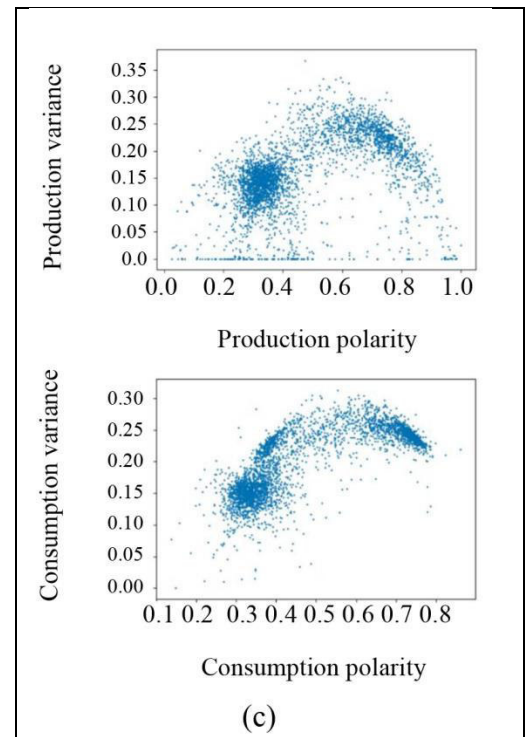 Production variance
0.35
0.30
0.25
0.20
0.15
0.10
0.05
0.0
0.0 0.2 0.4 0.6 0.8 1.0
Production polarity
Consumption variance
0.30
0.25
0.20
0.15
0.10
0.05
0.00
0.1 0.2 0.3 0.4 0.5 0.6 0.7 0.8
Consumption polarity
(c)